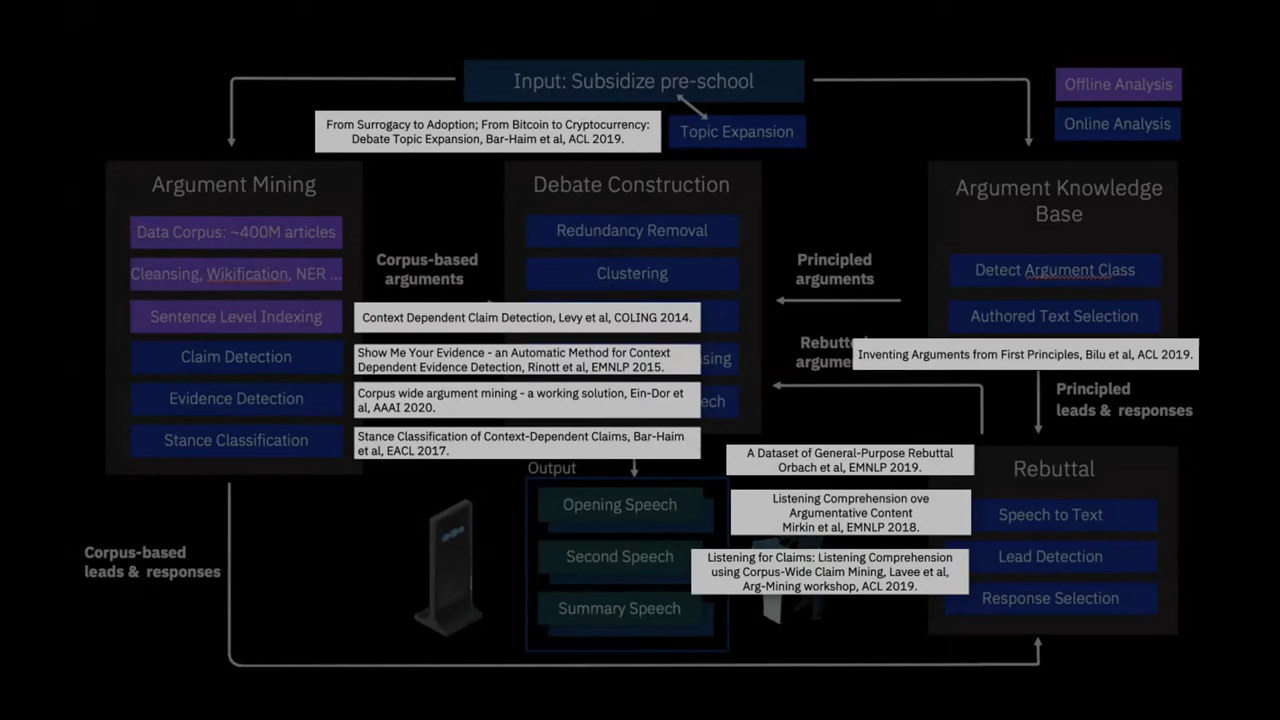 Input: Subsidize pre-school
Offline Analysis
Online Analysis
From Surrogacy to Adoption; From Bitcoin to Cryptocurrency:
Debate Topic Expansion, Bar-Haim et al, ACL 2019.
Topic Expansion
Argument Mining
Data Corpus: ~400M articles
Cleansing, Wikification, NER ...
Sentence Level Indexing
Claim Detection
Evidence Detection
Stance Classification
Corpus-based
arguments
Debate Construction
Redundancy Removal
Clustering
Context Dependent Claim Detection, Levy et al, COLING 2014.
Show Me Your Evidence - an Automatic Method for Context
Dependent Evidence Detection, Rinott et al, EMNLP 2015.
Corpus wide argument mining - a working solution, Ein-Dor et
al, AAAI 2020.
Stance Classification of Context-Dependent Claims, Bar-Haim
et al, EACL 2017.
Principled
arguments
Argument Knowledge
Base
Detect Argument Class
Authored Text Selection
Inventing Arguments from First Principles, Bilu et al, ACL 2019.
Principled
leads & responses
A Dataset of General-Purpose Rebuttal
Orbach et al, EMNLP 2019.
Listening Comprehension ove
Argumentative Content
Mirkin et al, EMNLP 2018.
Listening for Claims: Listening Comprehension
using Corpus-Wide Claim Mining, Lavee et al,
Arg-Mining workshop, ACL 2019.
Rebuttal
Speech to Text
Lead Detection
Response Selection
Output
Opening Speech
Second Speech
Summary Speech
Corpus-based
leads & responses